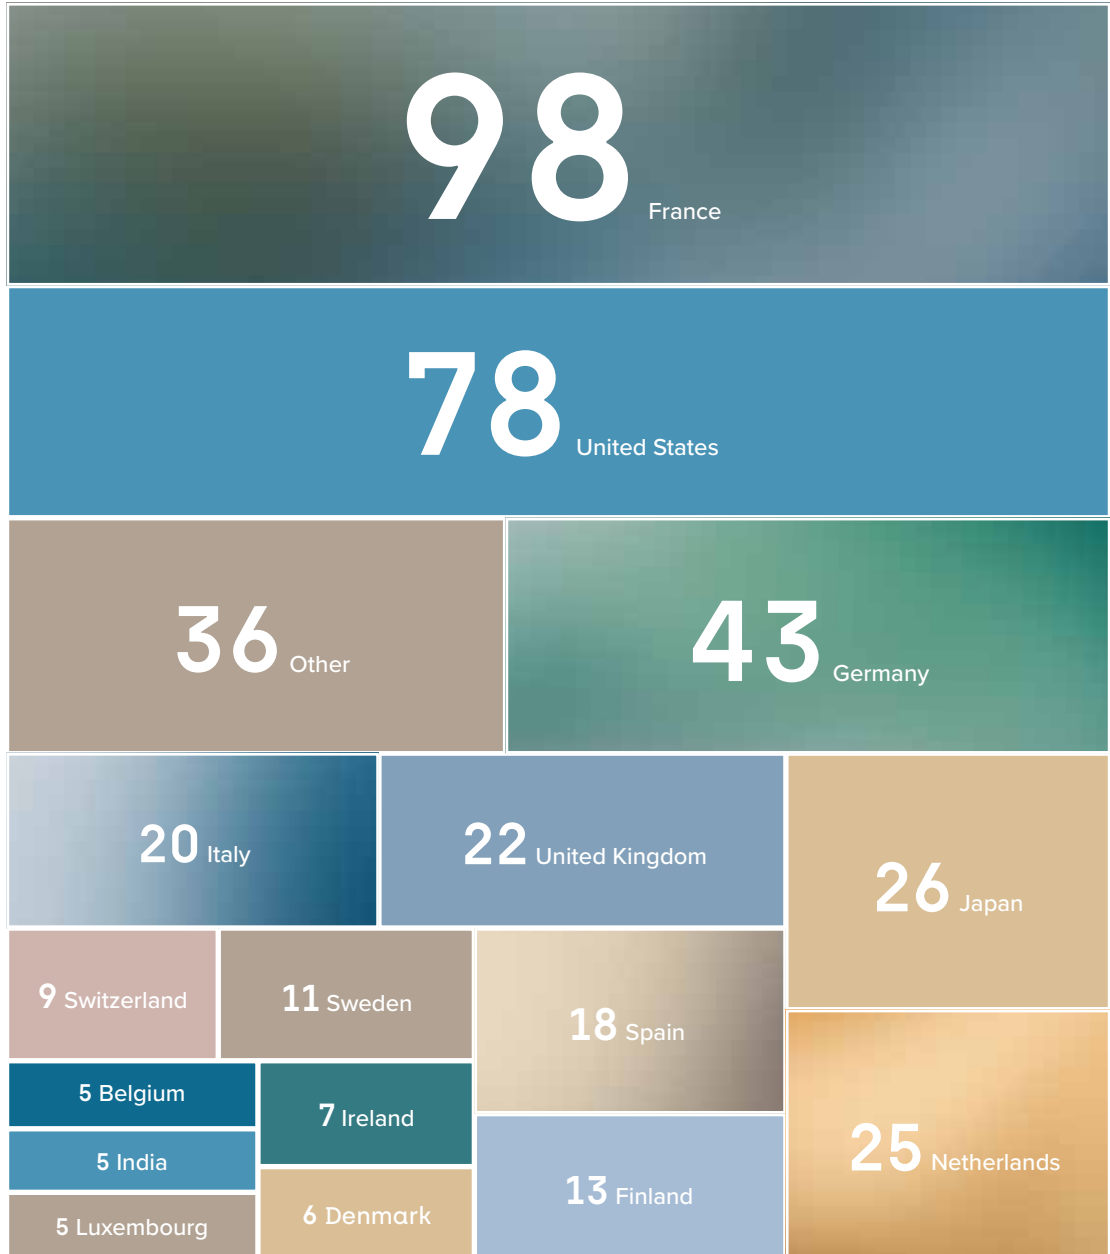 98 France
78 United States
36 Other
43 Germany
20 Italy
22 United Kingdom
26 Japan
9 Switzerland
11 Sweden
18 Spain
5 Belgium
7 Ireland
5 India
25 Netherlands
13 Finland
6 Denmark
5 Luxembourg